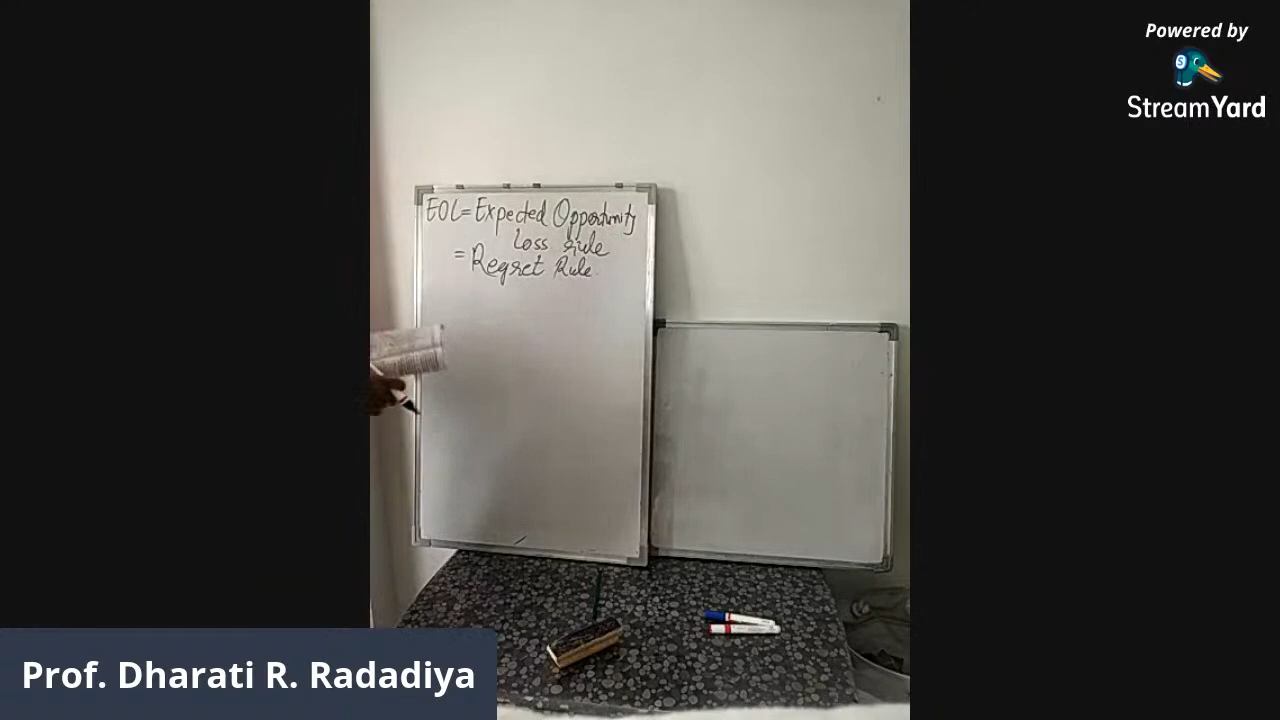 Powered by
StreamYard
EOL = Expected Opportunity
Loss rule
= Regret Rule
Prof. Dharati R. Radadiya